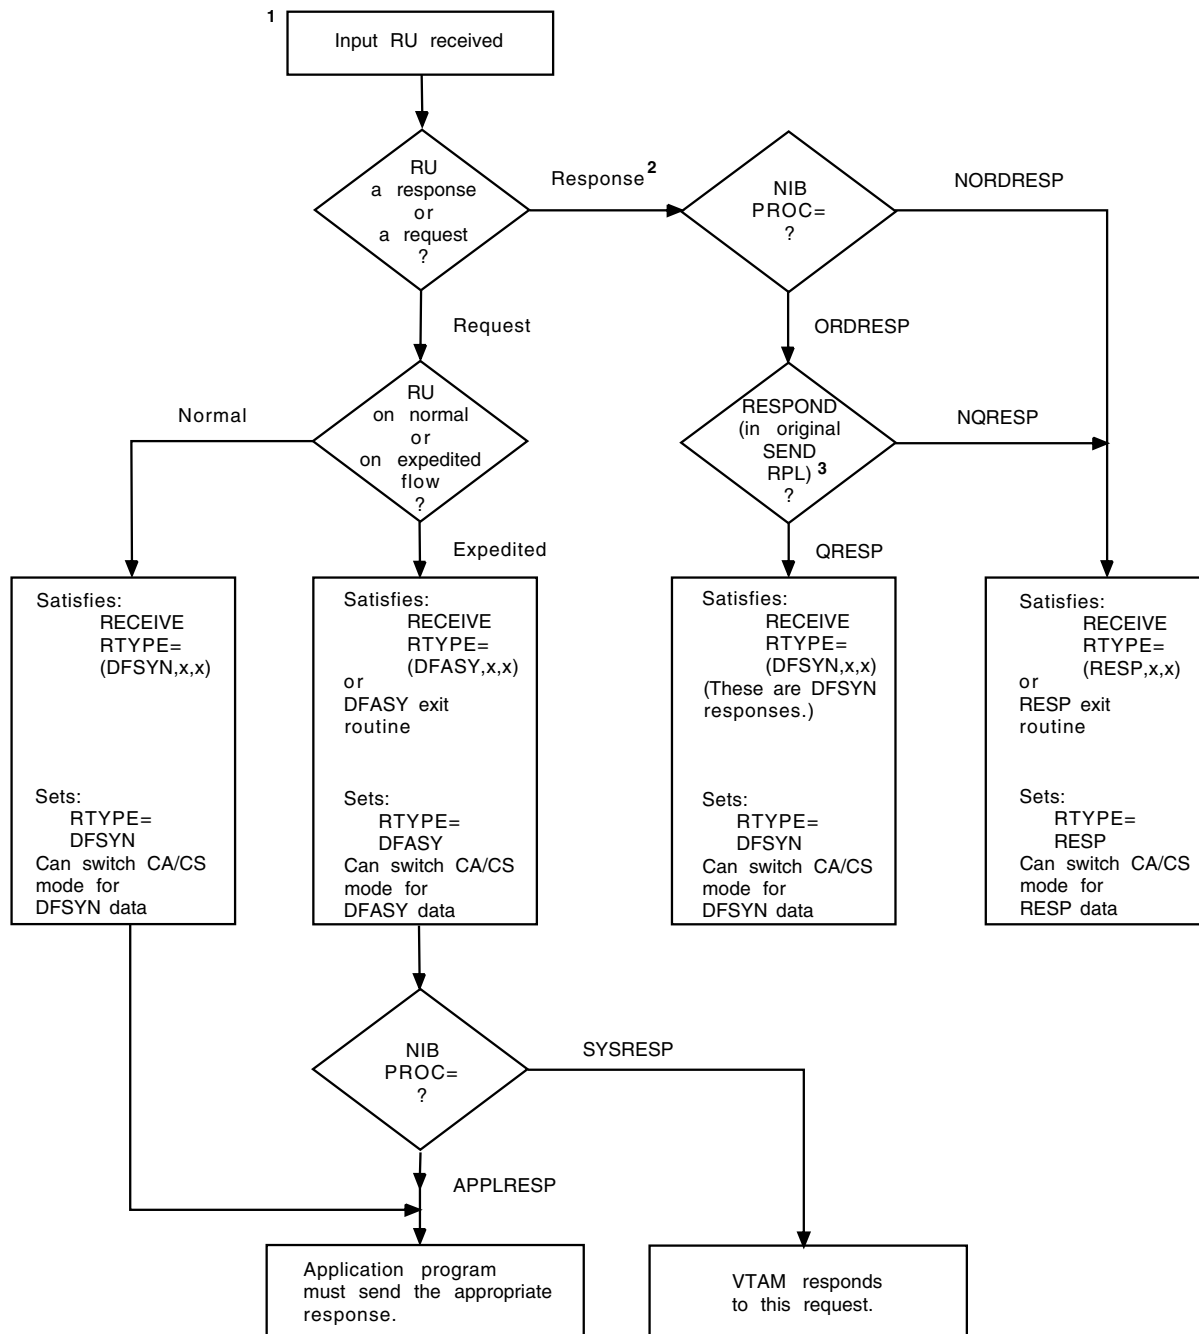 1
Input RU received
RU
a response
or
a request
?
Response 2
NIB
PROC=
?
NORDRESP
Request
ORDRESP
RU
on normal
or
on expedited
flow
?
Normal
RESPOND
(in original
SEND
RPL) 3
?
NQRESP
Expedited
QRESP
Satisfies:
RECEIVE
RTYPE=
(DFSYN,x,x)
Sets:
RTYPE=
DFSYN
Can switch CA/CS
mode for
DFSYN data
Satisfies:
RECEIVE
RTYPE=
(DFASY,x,x)
or
DFASY exit
routine
Sets:
RTYPE=
DFASY
Can switch CA/CS
mode for
DFASY data
Satisfies:
RECEIVE
RTYPE=
(DFSYN,x,x)
(These are DFSYN
responses.)
Sets:
RTYPE=
DFSYN
Can switch CA/CS
mode for
DFSYN data
Satisfies:
RECEIVE
RTYPE=
(RESP,x,x)
or
RESP exit
routine
Sets:
RTYPE=
RESP
Can switch CA/CS
mode for
RESP data
NIB
PROC=
?
SYSRESP
APPLRESP
Application program
must send the appropriate
response.
VTAM responds
to this request.